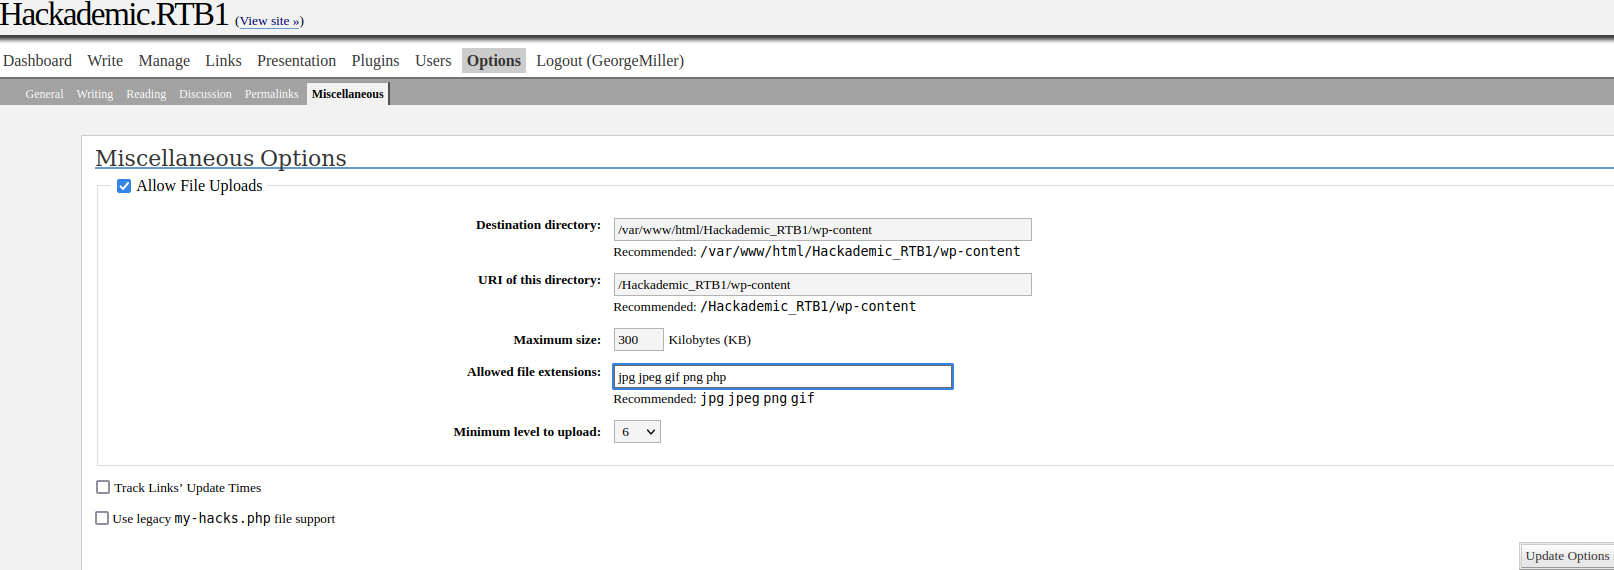 Hackademic.RTB1 (View site »)
Dashboard Write Manage Links Presentation Plugins Users Options Logout (GeorgeMiller)
General Writing Reading Discussion Permalinks Miscellaneous
Miscellaneous Options
Allow File Uploads
Destination directory: /var/www/html/Hackademic_RTB1/wp-content
Recommended: /var/www/html/Hackademic_RTB1/wp-content
URI of this directory: /Hackademic_RTB1/wp-content
Recommended: /Hackademic_RTB1/wp-content
Maximum size: 300 Kilobytes (KB)
Allowed file extensions: jpg jpeg gif png php
Recommended: jpg jpeg png gif
Minimum level to upload: 6
Track Links’ Update Times
Use legacy my-hacks.php file support
Update Options